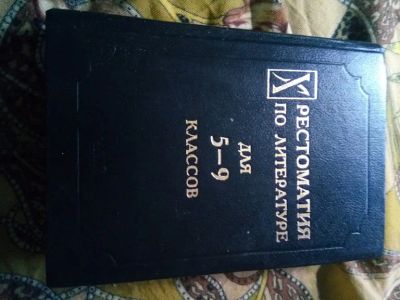 ХРЕСТОМАТИЯ
ПО ЛИТЕРАТУРЕ
ДЛЯ
5—9
КЛАССОВ